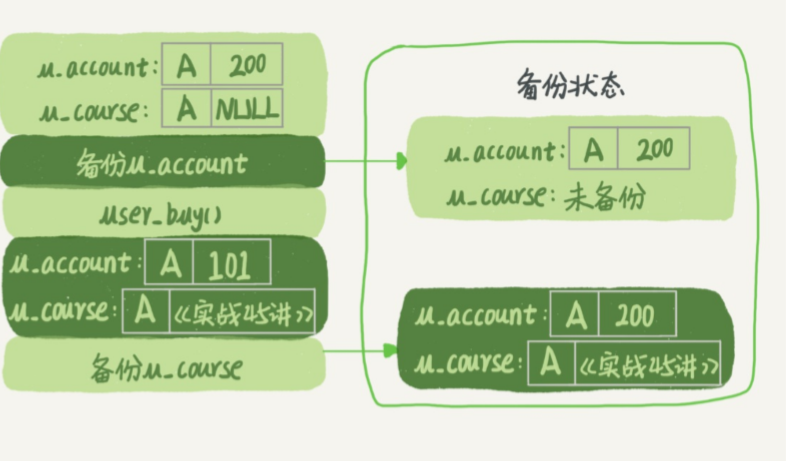 u_account: A 200
u_course: A NULL
备份u_account
user_buy()
u_account: A 101
u_course: A 《实战45讲》
备份u_course
备份状态
u_account: A 200
u_course: 未备份
u_account: A 200
u_course: A 《实战45讲》